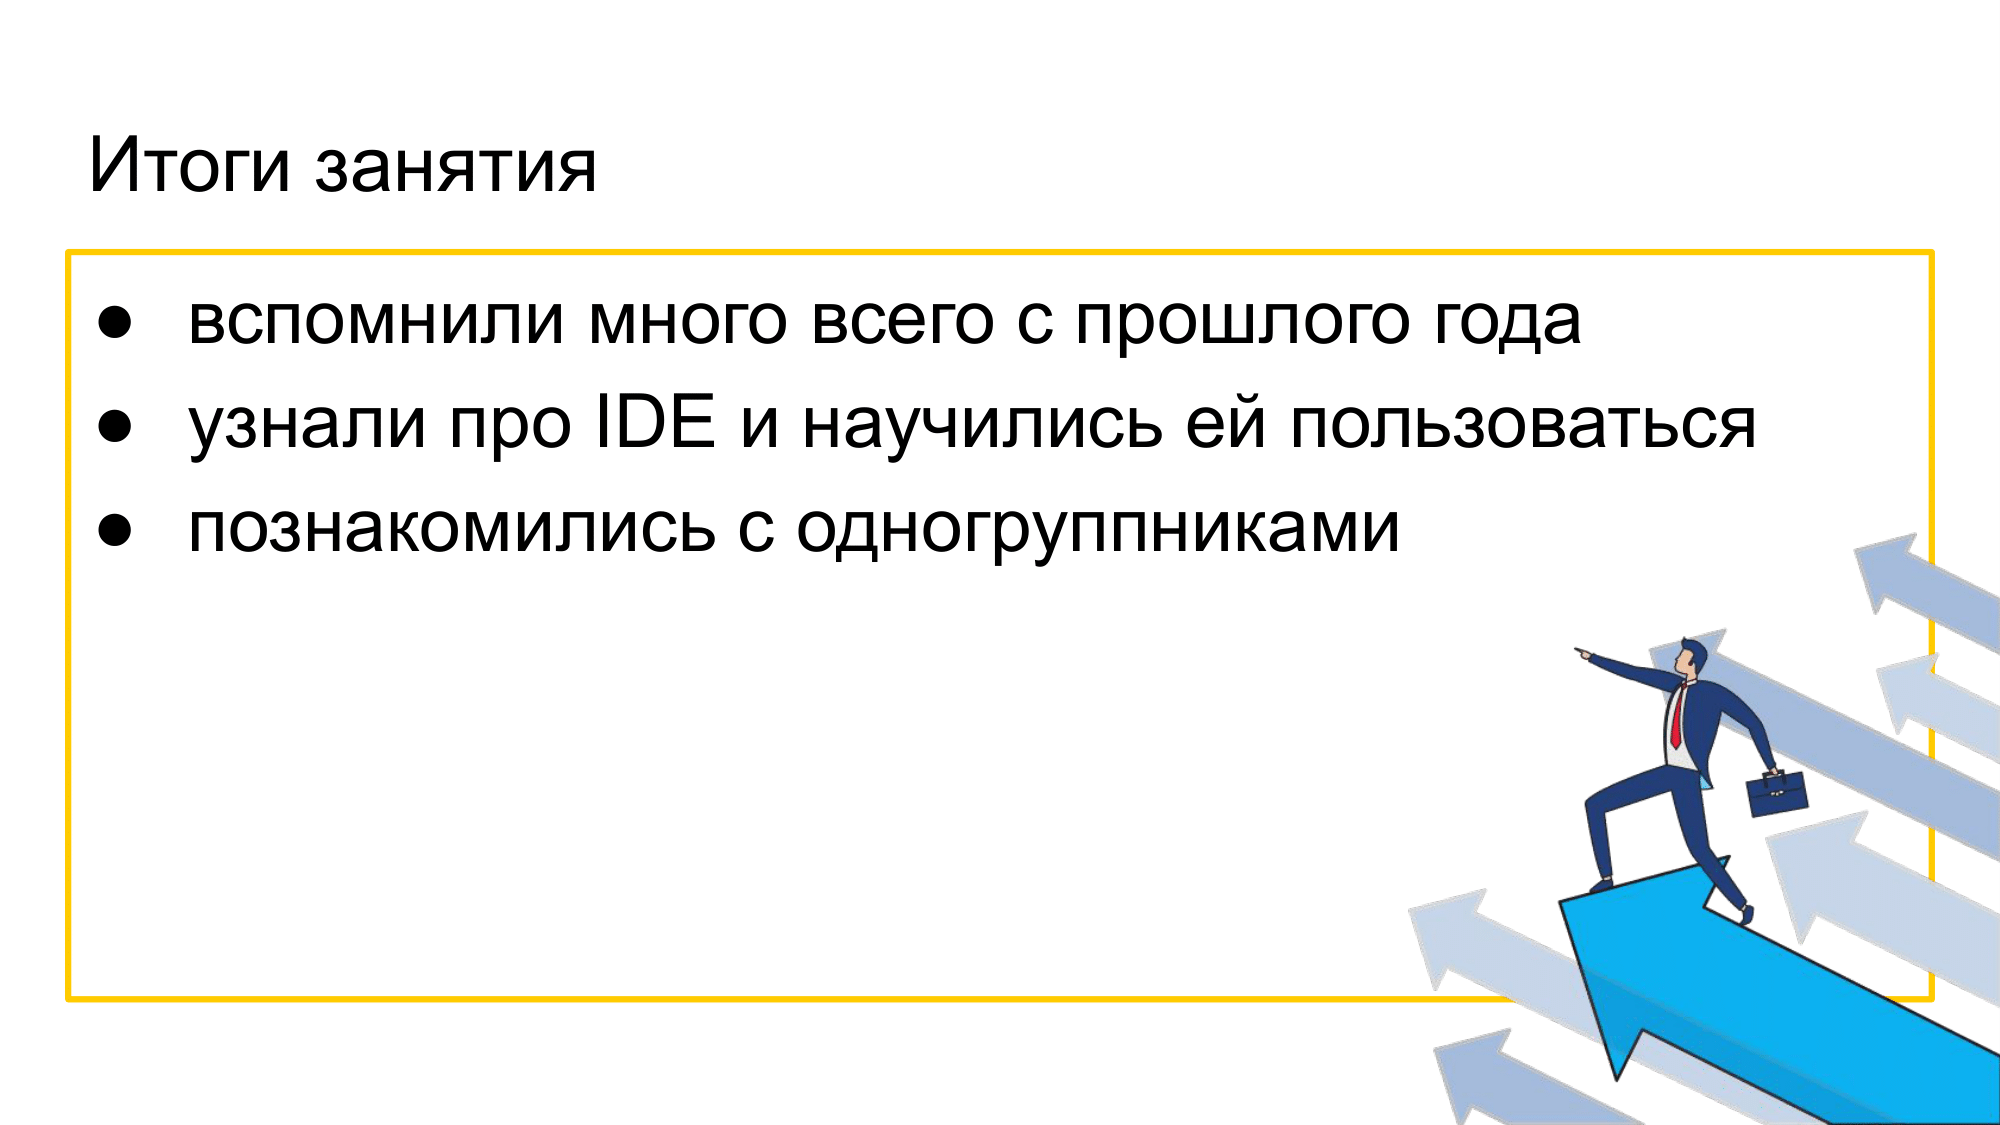 Итоги занятия
● вспомнили много всего с прошлого года
● узнали про IDE и научились ей пользоваться
● познакомились с одногруппниками